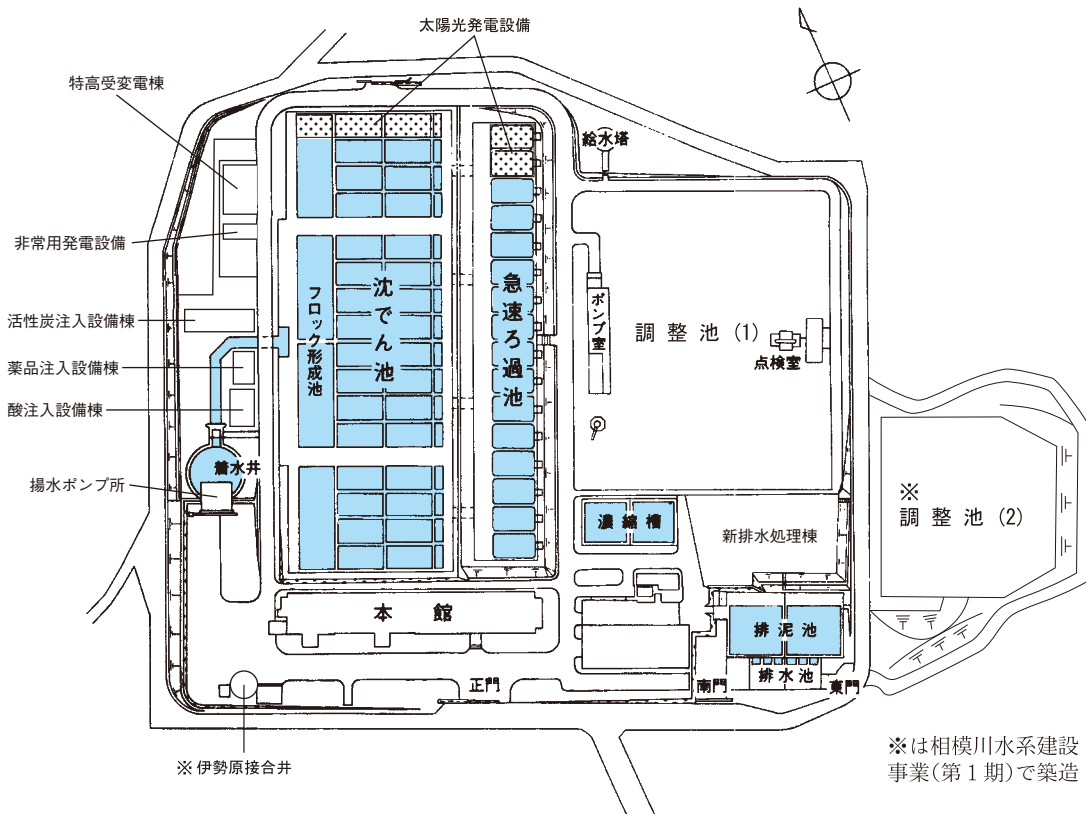 太陽光発電設備
特高受変電棟
給水塔
非常用発電設備
活性炭注入設備棟
薬品注入設備棟
酸注入設備棟
フロック形成池
沈でん池
急速ろ過池
ポンプ室
調整池(1)
点検室
着水井
揚水ポンプ所
濃縮槽
新排水処理棟
※
調整池(2)
本館
排泥池
排水池
正門
南門
東門
※伊勢原接合井
※は相模川水系建設
事業(第1期)で築造